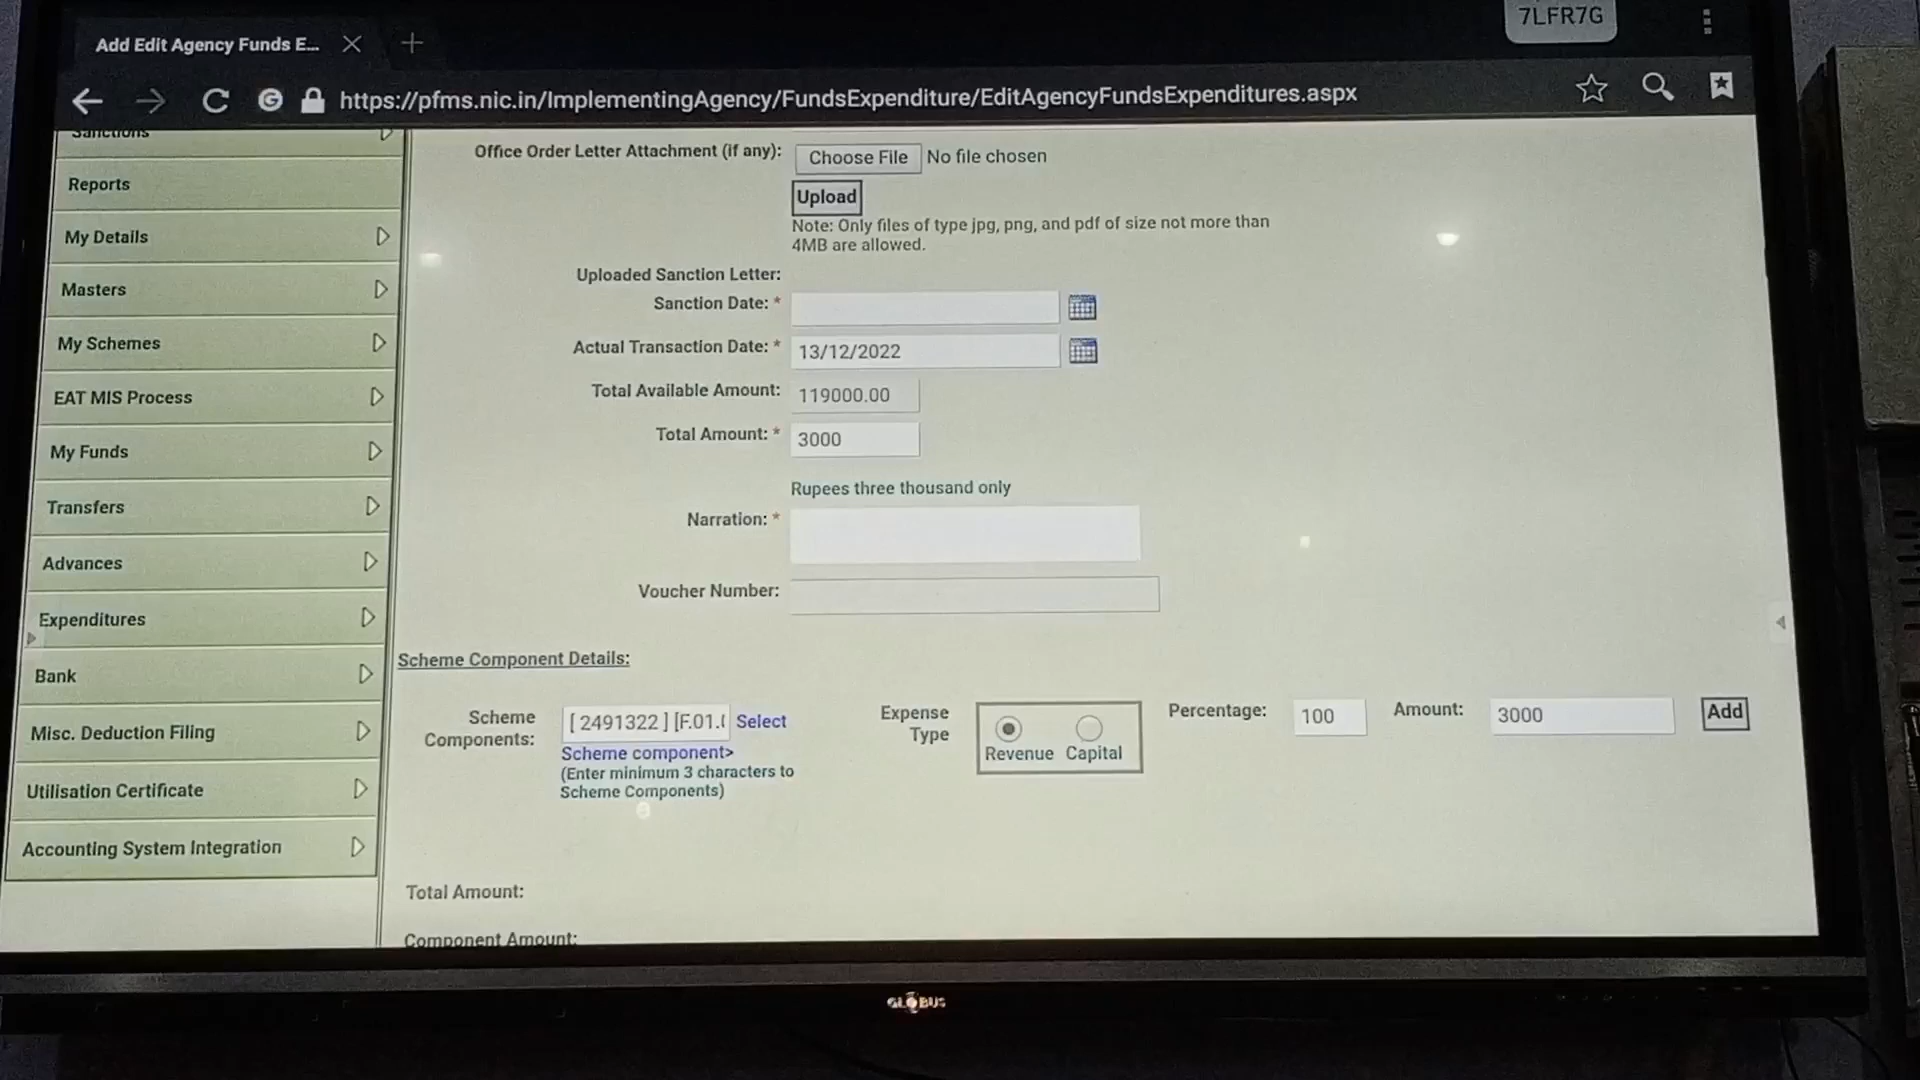 7LFR7G
Add Edit Agency Funds E...
https://pfms.nic.in/ImplementingAgency/FundsExpenditure/EditAgencyFundsExpenditures.aspx
Sanctions
Reports
My Details
Masters
My Schemes
EAT MIS Process
My Funds
Transfers
Advances
Expenditures
Bank
Misc. Deduction Filing
Utilisation Certificate
Accounting System Integration
Office Order Letter Attachment (if any): Choose File No file chosen
Upload
Note: Only files of type jpg, png, and pdf of size not more than
4MB are allowed.
Uploaded Sanction Letter:
Sanction Date: *
Actual Transaction Date: * 13/12/2022
Total Available Amount: 119000.00
Total Amount: * 3000
Rupees three thousand only
Narration: *
Voucher Number:
Scheme Component Details:
Scheme
Components:
[ 2491322 ] [F.01.( Select
Scheme component>
(Enter minimum 3 characters to
Scheme Components)
Expense
Type
Revenue Capital
Percentage: 100 Amount: 3000 Add
Total Amount:
Component Amount:
GLOBUS